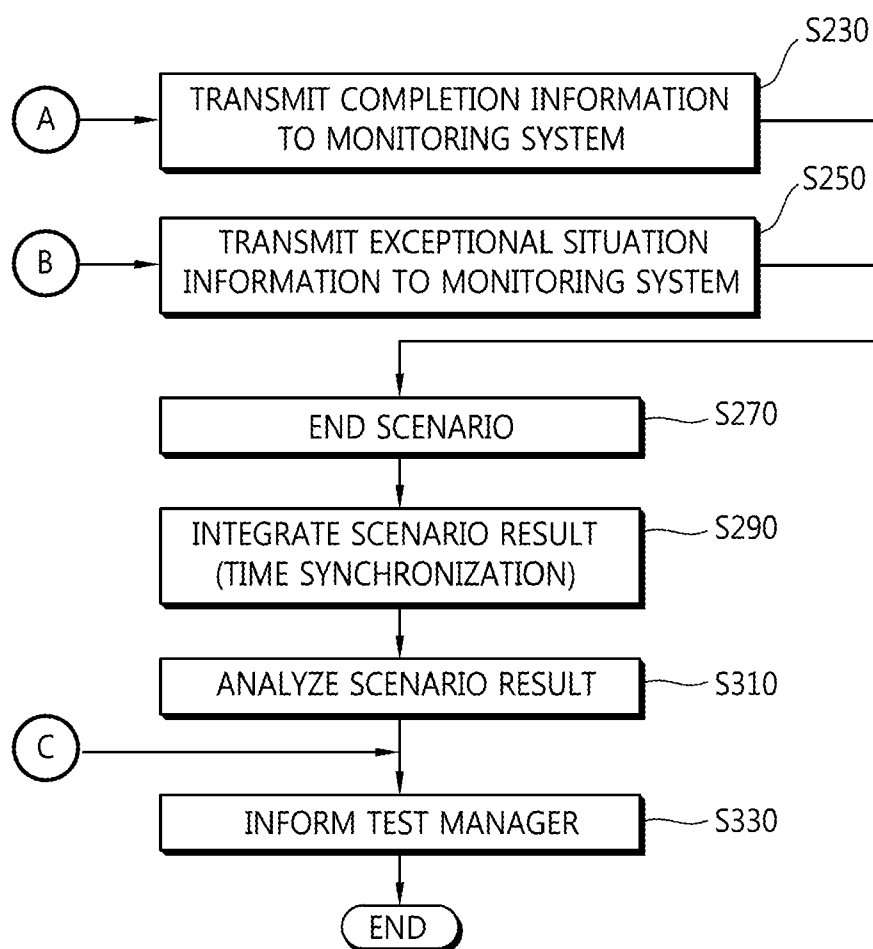 S230
A
TRANSMIT COMPLETION INFORMATION
TO MONITORING SYSTEM
S250
B
TRANSMIT EXCEPTIONAL SITUATION
INFORMATION TO MONITORING SYSTEM
END SCENARIO
S270
INTEGRATE SCENARIO RESULT
(TIME SYNCHRONIZATION)
S290
ANALYZE SCENARIO RESULT
S310
C
INFORM TEST MANAGER
S330
END